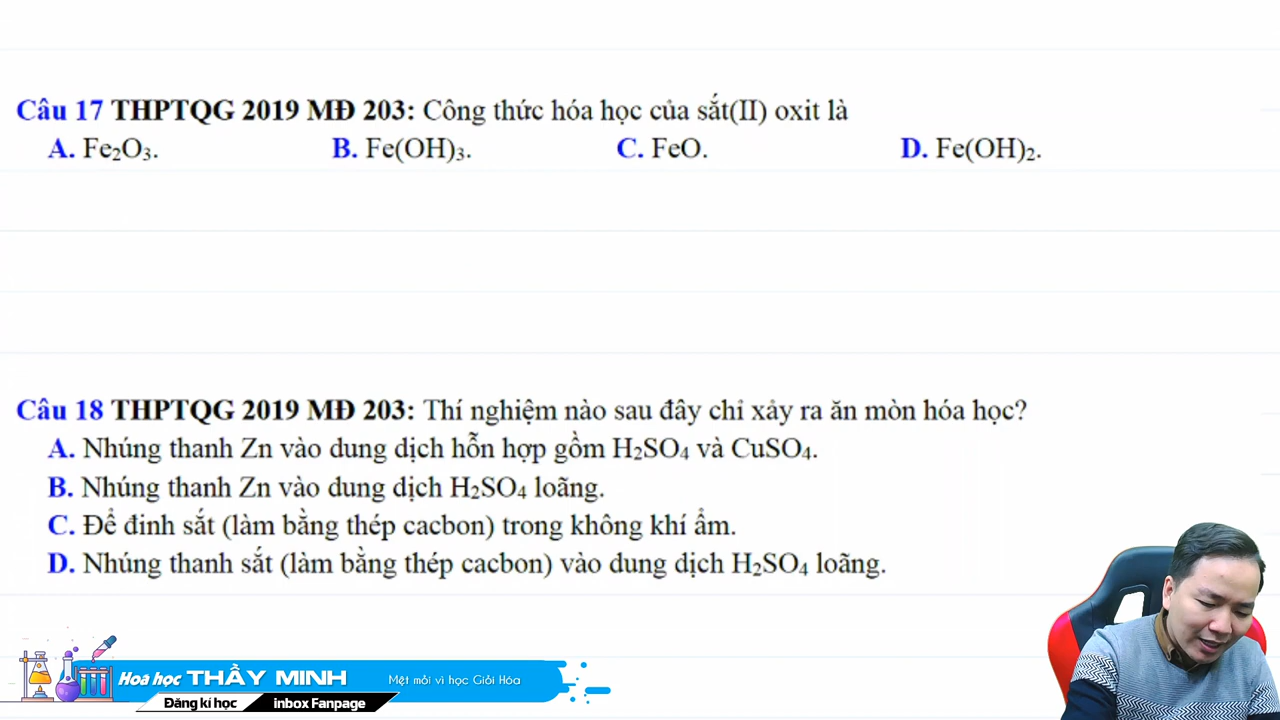 Câu 17 THPTQG 2019 MĐ 203: Công thức hóa học của sắt(II) oxit là
A. Fe₂O₃. B. Fe(OH)₃. C. FeO. D. Fe(OH)₂.
Câu 18 THPTQG 2019 MĐ 203: Thí nghiệm nào sau đây chỉ xảy ra ăn mòn hóa học?
A. Nhúng thanh Zn vào dung dịch hỗn hợp gồm H₂SO₄ và CuSO₄.
B. Nhúng thanh Zn vào dung dịch H₂SO₄ loãng.
C. Để đinh sắt (làm bằng thép cacbon) trong không khí ẩm.
D. Nhúng thanh sắt (làm bằng thép cacbon) vào dung dịch H₂SO₄ loãng.
Hoá học THẦY MINH Mệt mỏi vì học Giỏi Hóa
Đăng kí học inbox Fanpage